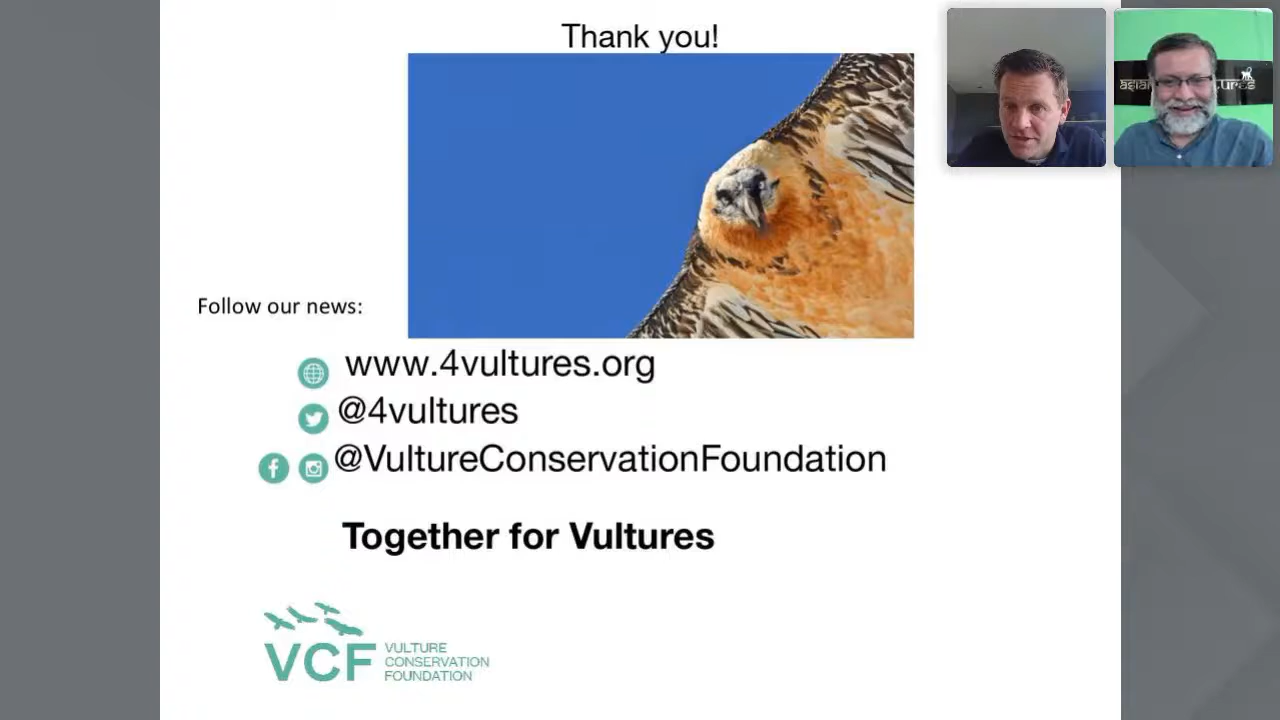 Thank you!
Follow our news:
www.4vultures.org
@4vultures
@VultureConservationFoundation
Together for Vultures
VCF
VULTURE
CONSERVATION
FOUNDATION